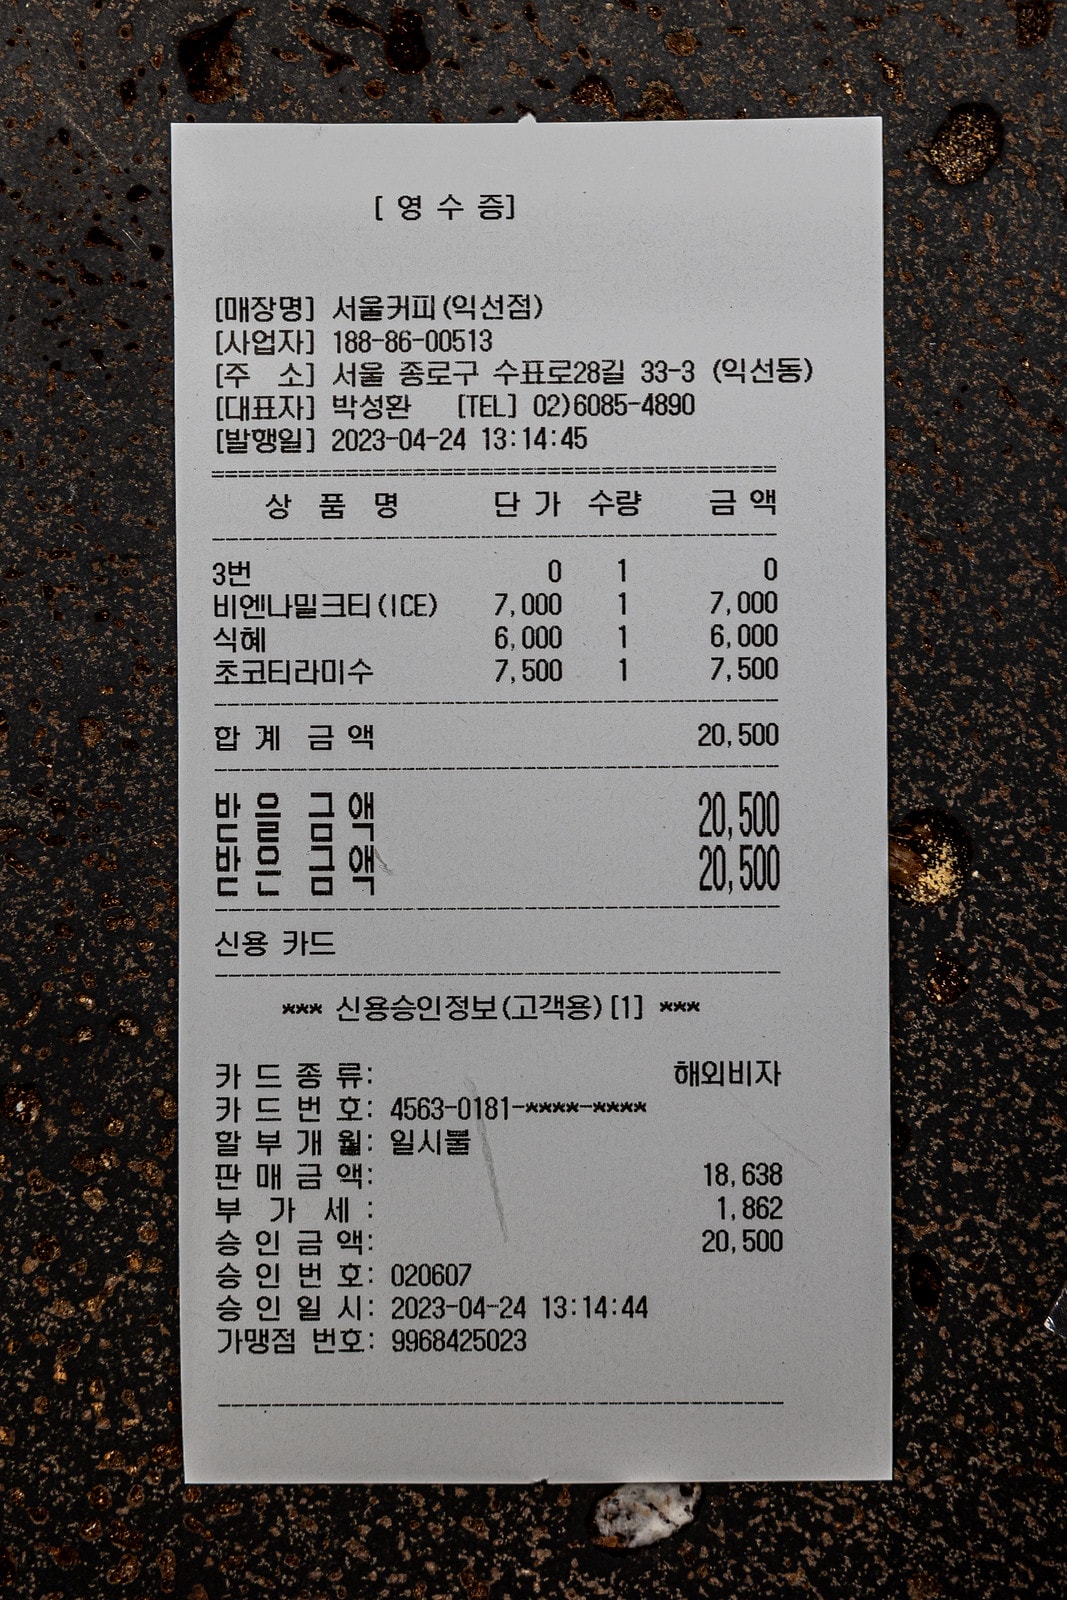 [ 영 수 증]
[매장명] 서울커피(익선점)
[사업자] 188-86-00513
[주 소] 서울 종로구 수표로28길 33-3 (익선동)
[대표자] 박성환 [TEL] 02)6085-4890
[발행일] 2023-04-24 13:14:45
상 품 명 단 가 수량 금 액
3번 0 1 0
비엔나밀크티(ICE) 7,000 1 7,000
식혜 6,000 1 6,000
초코티라미수 7,500 1 7,500
합 계 금 액 20,500
받 을 금 액 20,500
받 은 금 액 20,500
신용 카드
*** 신용승인정보(고객용)[1] ***
카 드 종 류: 해외비자
카 드 번 호: 4563-0181-****-****
할 부 개 월: 일시불
판 매 금 액: 18,638
부 가 세 : 1,862
승 인 금 액: 20,500
승 인 번 호: 020607
승 인 일 시: 2023-04-24 13:14:44
가맹점 번호: 9968425023